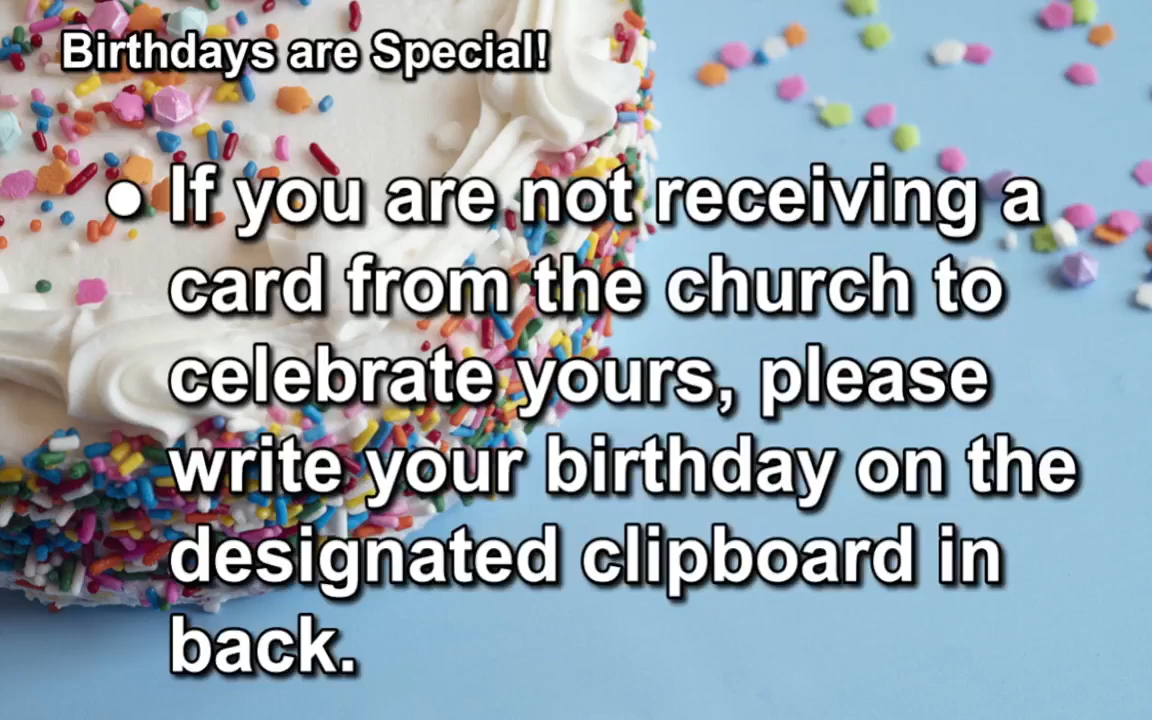 Birthdays are Special!
• If you are not receiving a
card from the church to
celebrate yours, please
write your birthday on the
designated clipboard in
back.